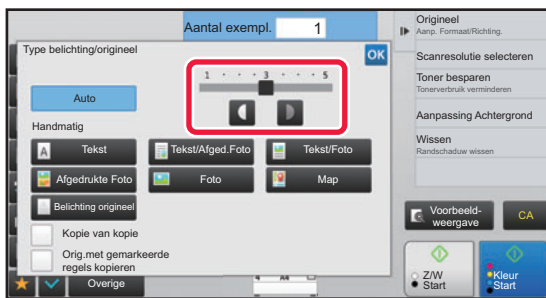 Aantal exempl. 1
Type belichting/origineel
OK
1 · · 3 · · 5
Auto
Handmatig
A Tekst
Tekst/Afged.Foto
Tekst/Foto
Afgedrukte Foto
Foto
Map
Belichting origineel
Kopie van kopie
Orig.met gemarkeerde
regels kopieren
Overige
A4
Origineel
Aanp. Formaat/Richting.
Scanresolutie selecteren
Toner besparen
Tonerverbruik verminderen
Aanpassing Achtergrond
Wissen
Randschaduw wissen
Voorbeeld-
weergave
CA
Z/W
Start
Kleur
Start